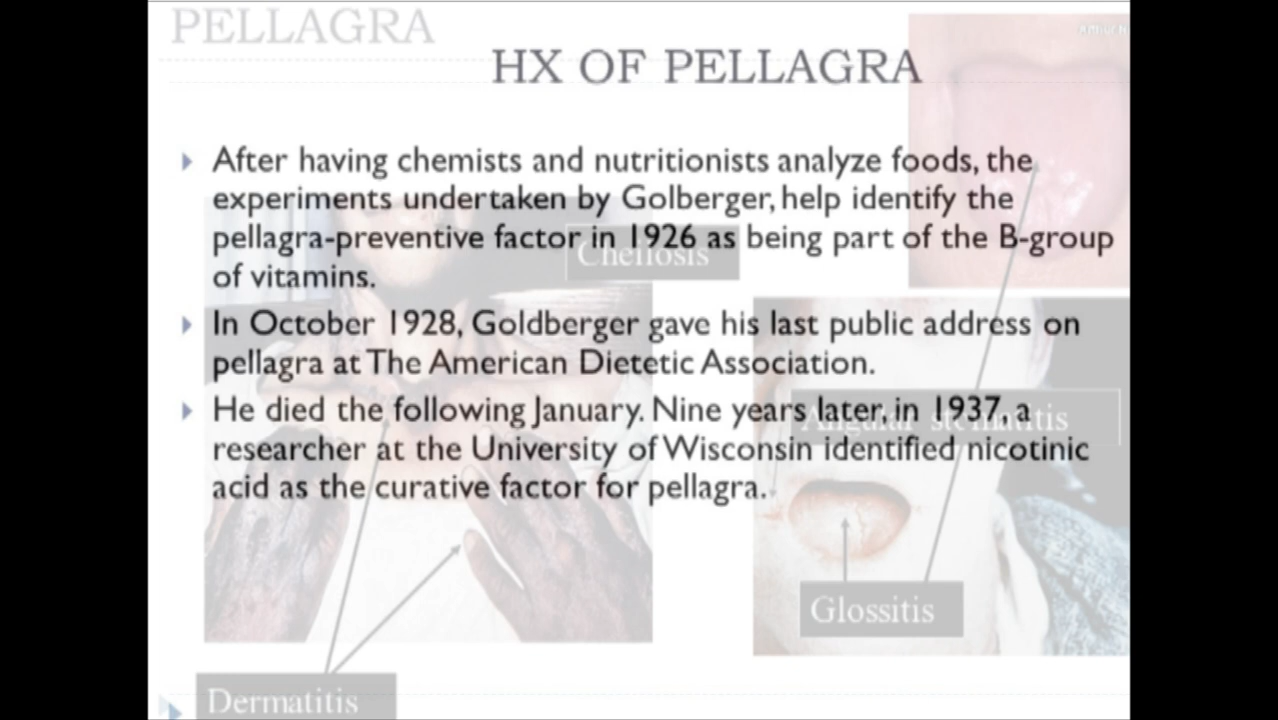 PELLAGRA
HX OF PELLAGRA
After having chemists and nutritionists analyze foods, the
experiments undertaken by Golberger, help identify the
pellagra-preventive factor in 1926 as being part of the B-group
of vitamins.
In October 1928, Goldberger gave his last public address on
pellagra at The American Dietetic Association.
He died the following January. Nine years later, in 1937, a
researcher at the University of Wisconsin identified nicotinic
acid as the curative factor for pellagra.
Cheilosis
Angular stomatitis
Glossitis
Dermatitis